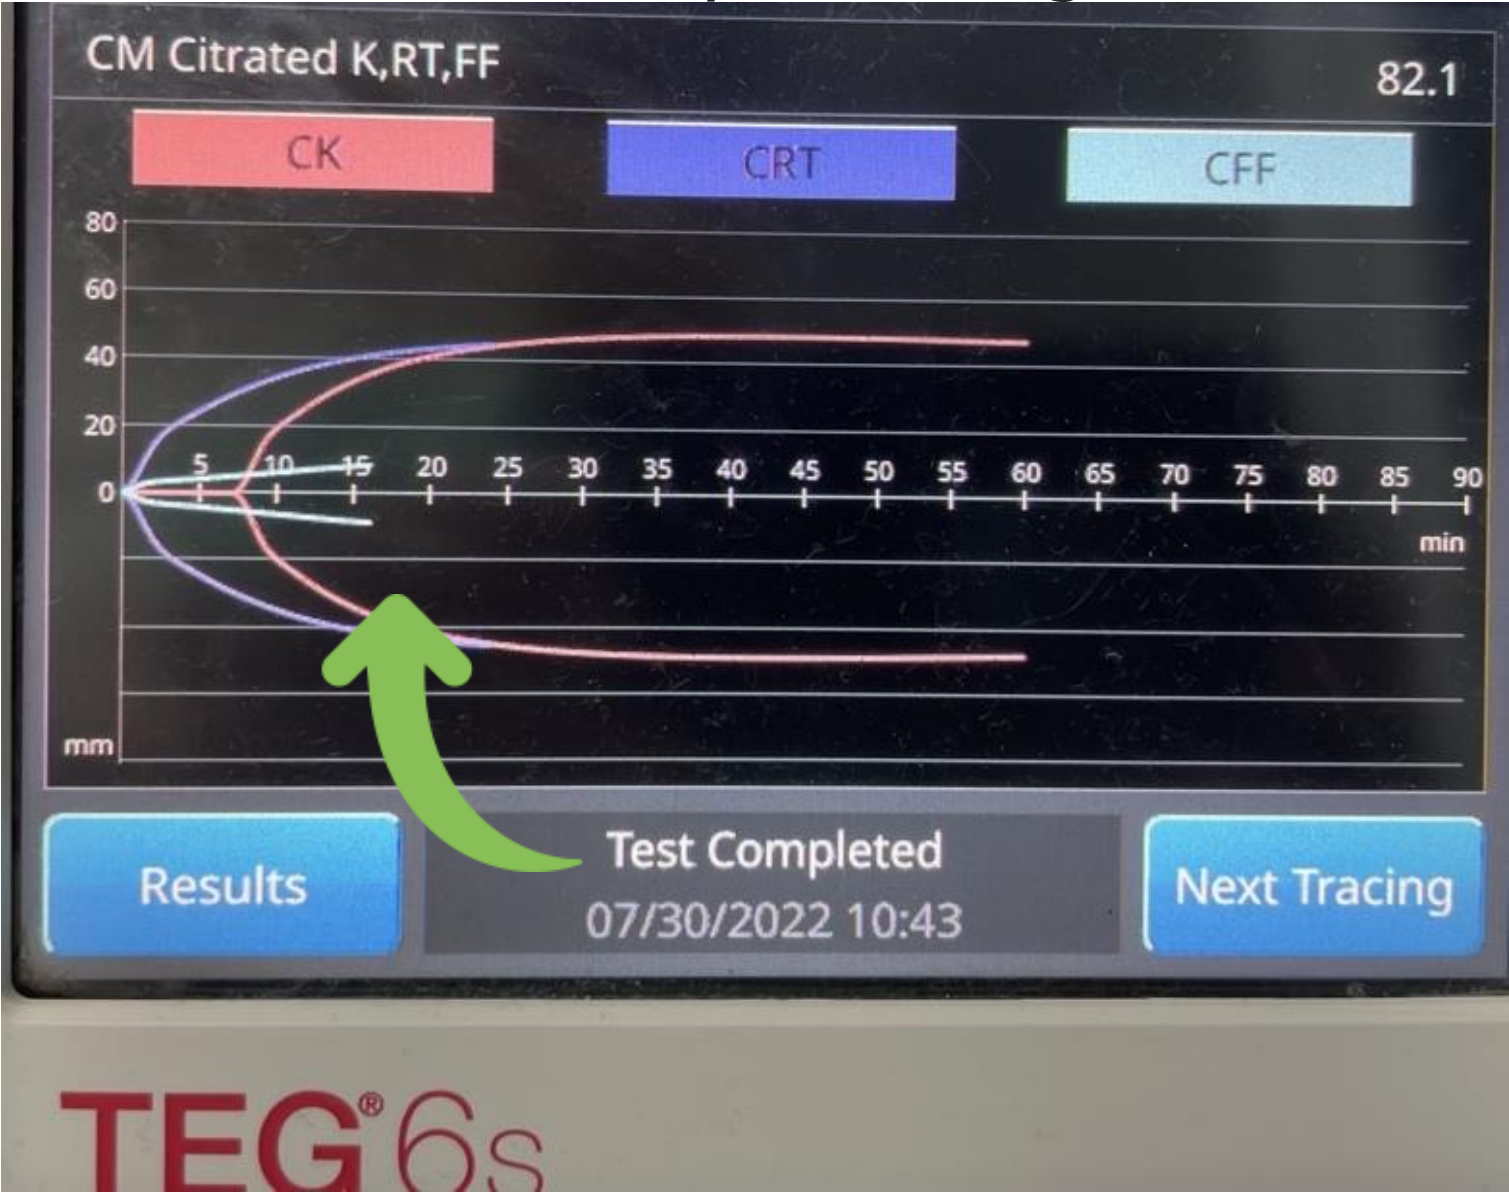 CM Citrated K,RT,FF
82.1
CK
CRT
CFF
80
60
40
20
0
5 10 15 20 25 30 35 40 45 50 55 60 65 70 75 80 85 90
min
mm
Results
Test Completed
07/30/2022 10:43
Next Tracing
TEG® 6s